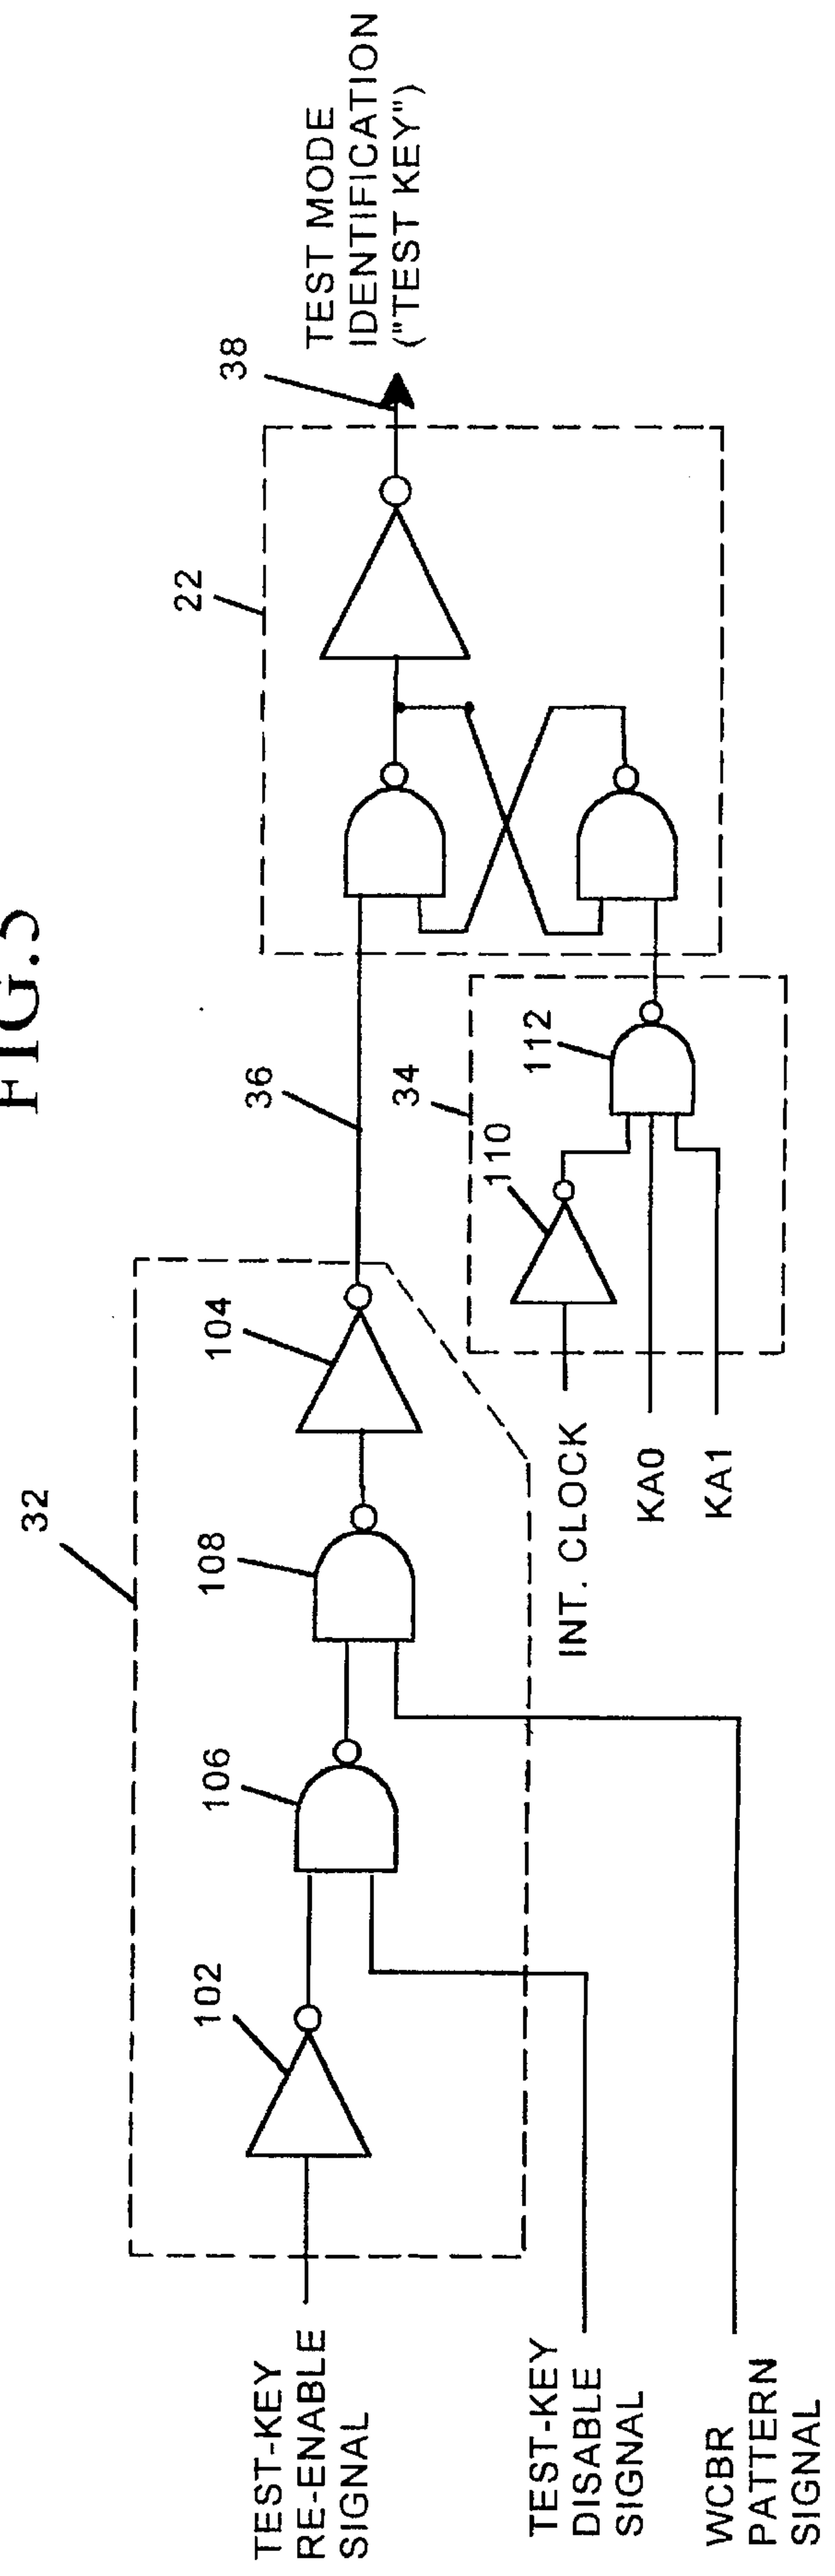 FIG.5
32
102
106
108
104
36
34
110
112
22
38
TEST-KEY
RE-ENABLE
SIGNAL
TEST-KEY
DISABLE
SIGNAL
WCBR
PATTERN
SIGNAL
INT. CLOCK
KA0
KA1
TEST MODE
IDENTIFICATION
("TEST KEY")